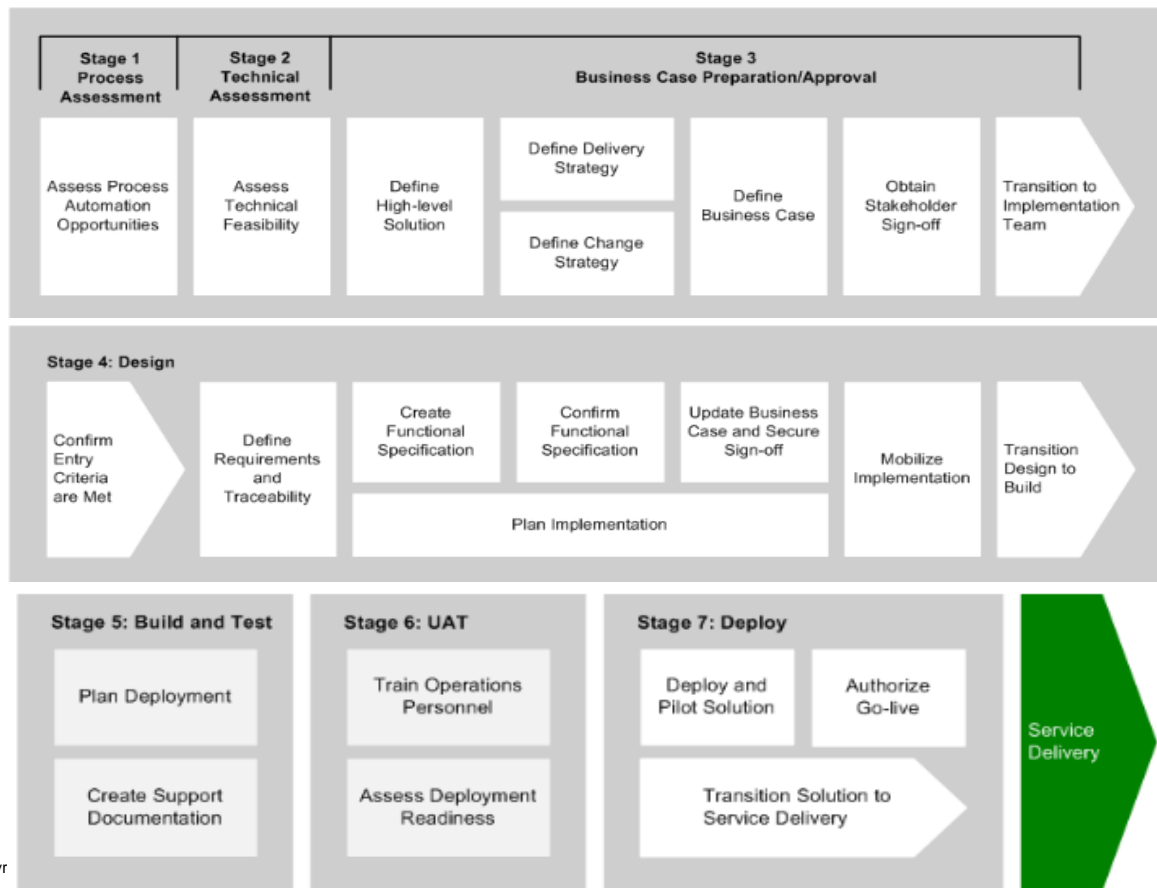 Stage 1
Process
Assessment
Stage 2
Technical
Assessment
Stage 3
Business Case Preparation/Approval
Assess Process
Automation
Opportunities
Assess
Technical
Feasibility
Define
High-level
Solution
Define Delivery
Strategy
Define Change
Strategy
Define
Business Case
Obtain
Stakeholder
Sign-off
Transition to
Implementation
Team
Stage 4: Design
Confirm
Entry
Criteria
are Met
Define
Requirements
and
Traceability
Create
Functional
Specification
Confirm
Functional
Specification
Update Business
Case and Secure
Sign-off
Plan Implementation
Mobilize
Implementation
Transition
Design to
Build
Stage 5: Build and Test
Plan Deployment
Create Support
Documentation
Stage 6: UAT
Train Operations
Personnel
Assess Deployment
Readiness
Stage 7: Deploy
Deploy and
Pilot Solution
Authorize
Go-live
Transition Solution to
Service Delivery
Service
Delivery